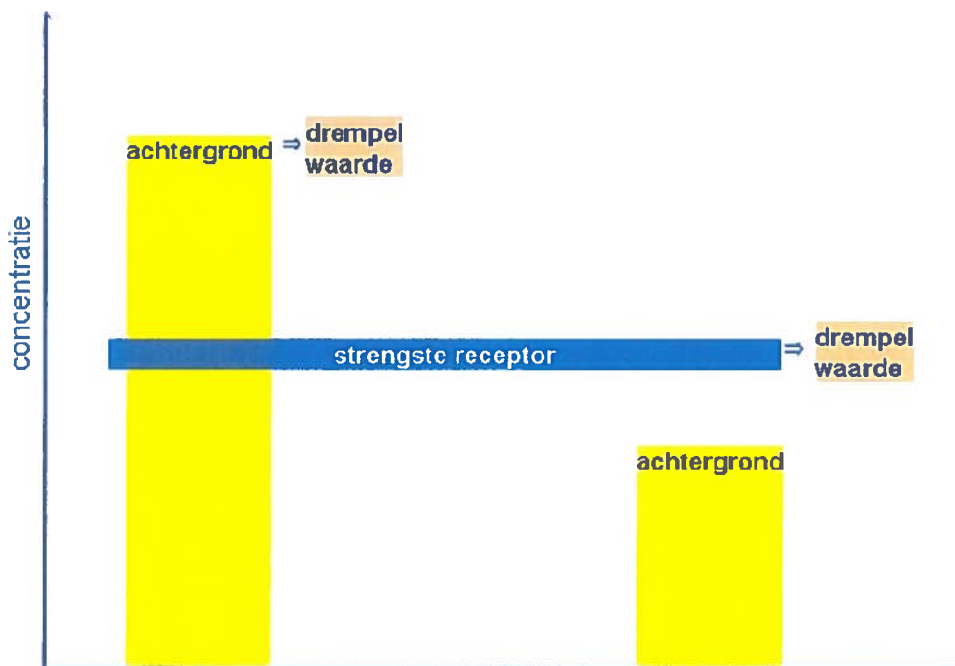 achtergrond
⇒ drempel
waarde
concentratie
strengste receptor
⇒ drempel
waarde
achtergrond